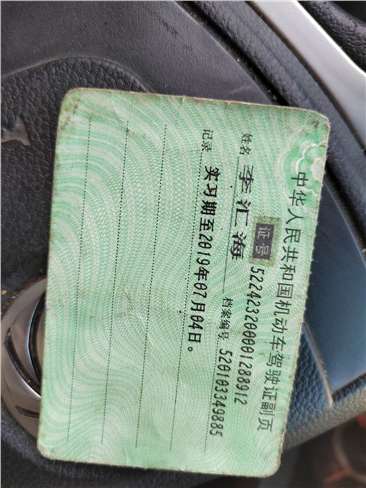 中华人民共和国机动车驾驶证副页
证号 522423200001288912
姓名 李汇海 档案编号 520103349885
记录 实习期至2019年07月04日。